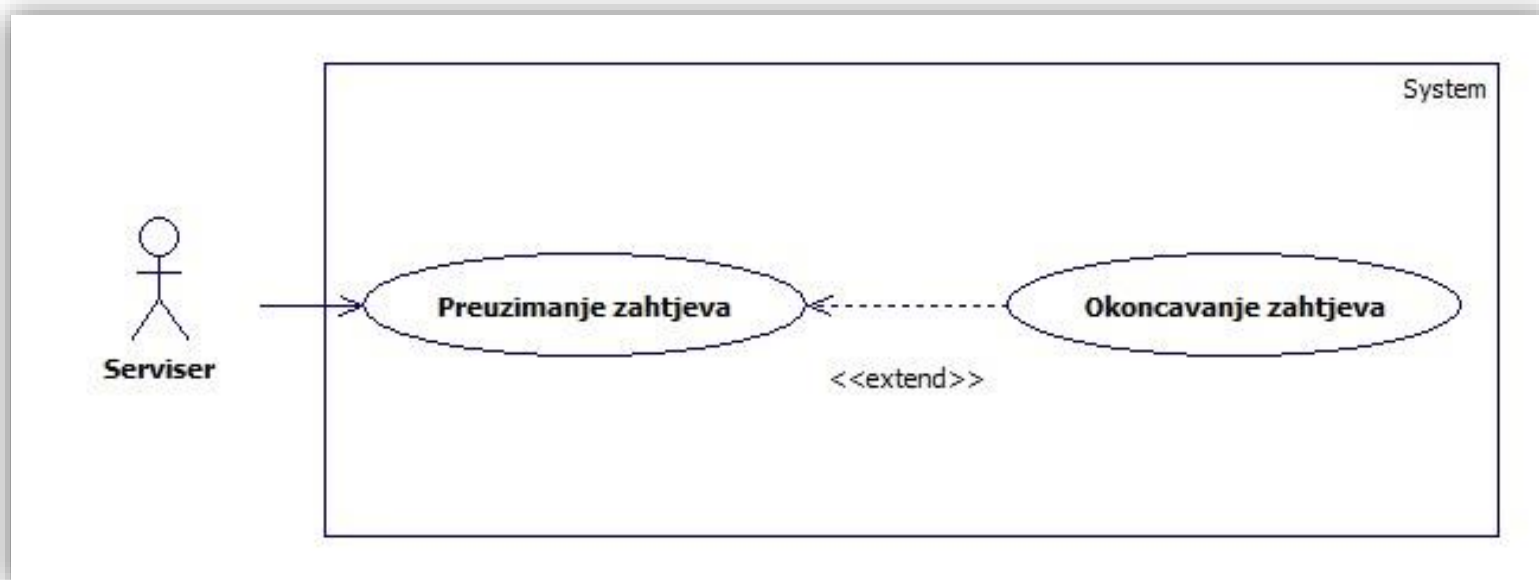 System
Preuzimanje zahtjeva
Okoncavanje zahtjeva
Serviser
<<extend>>